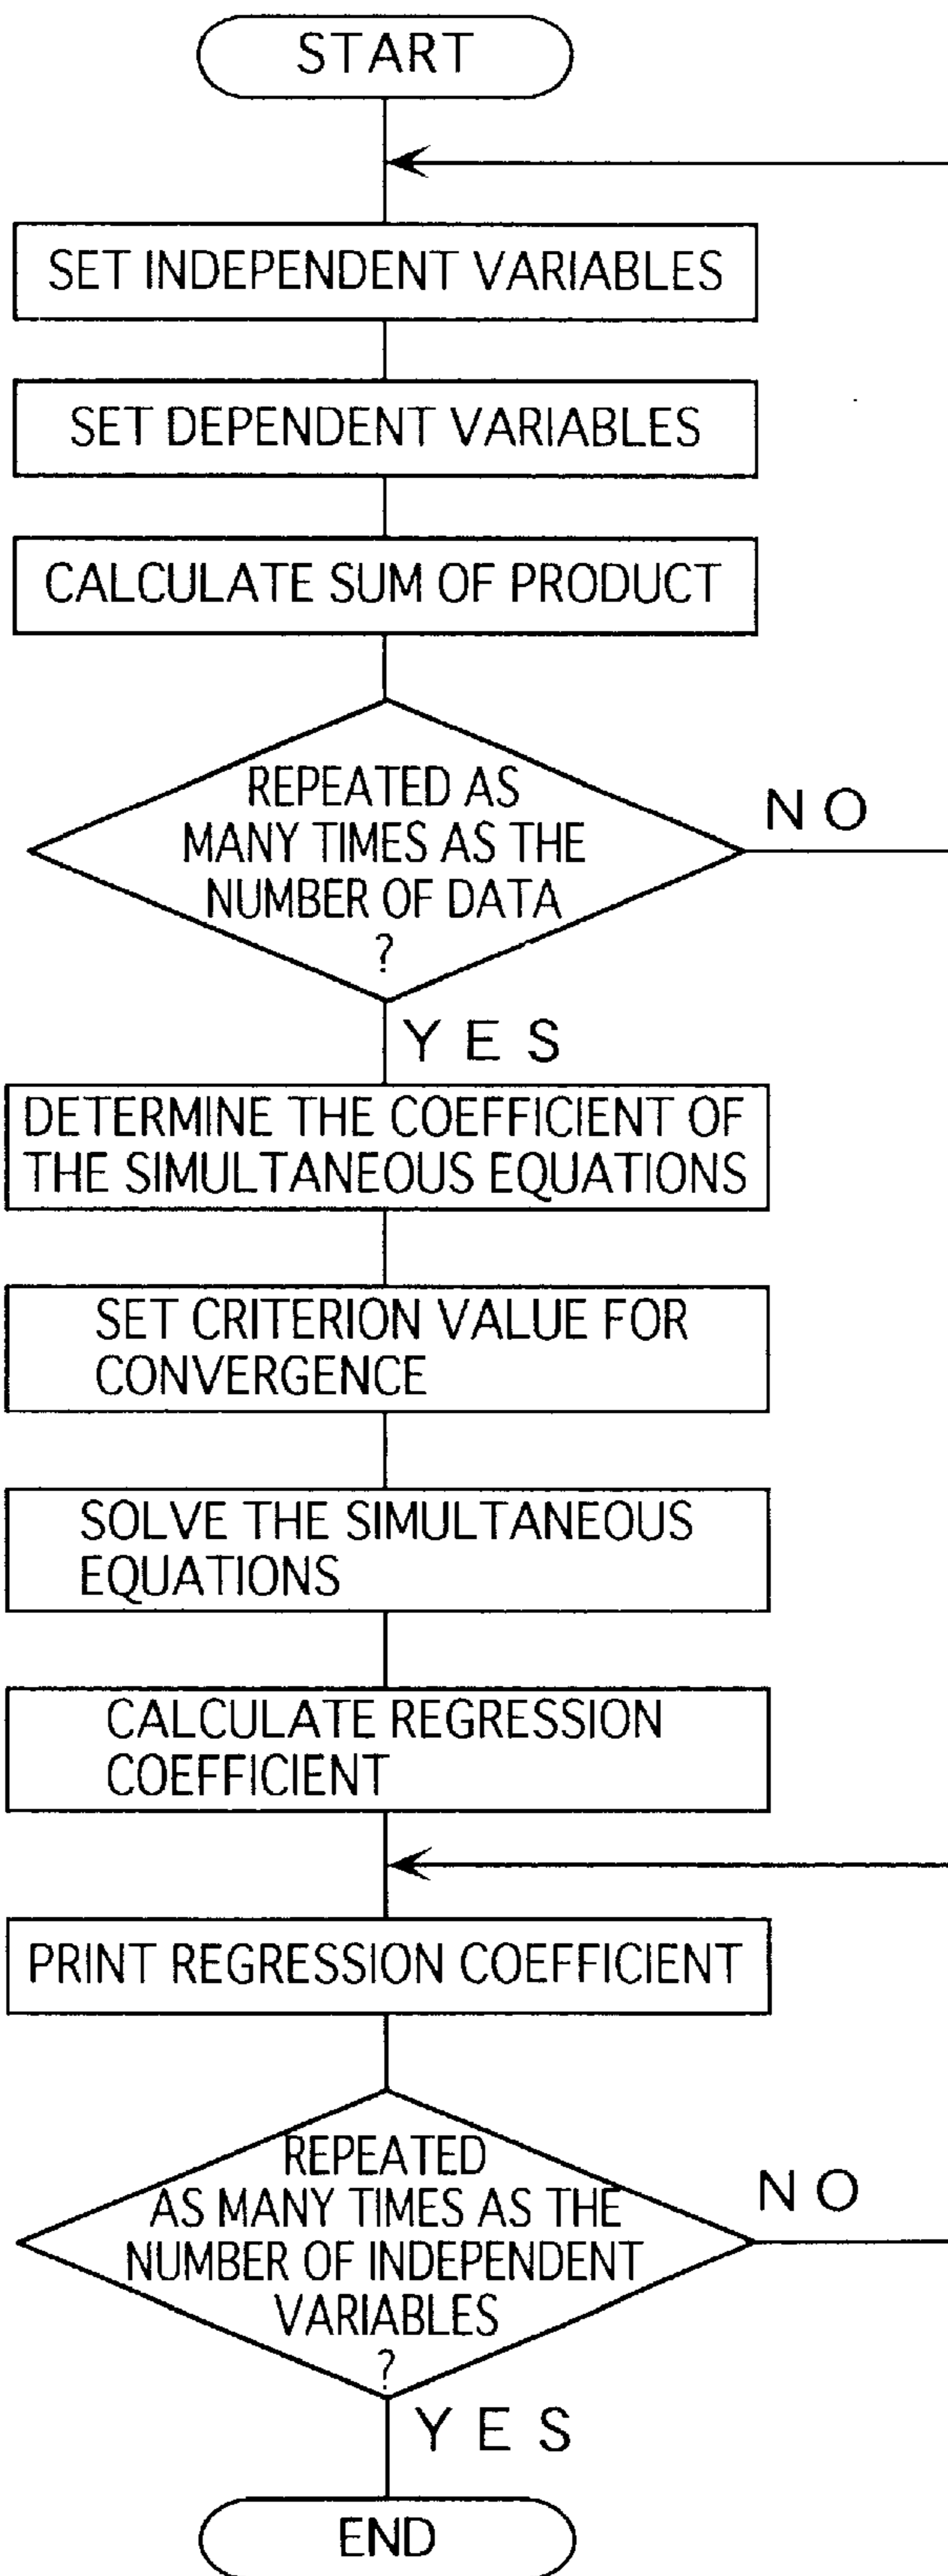 START
SET INDEPENDENT VARIABLES
SET DEPENDENT VARIABLES
CALCULATE SUM OF PRODUCT
REPEATED AS
MANY TIMES AS THE
NUMBER OF DATA
?
NO
YES
DETERMINE THE COEFFICIENT OF
THE SIMULTANEOUS EQUATIONS
SET CRITERION VALUE FOR
CONVERGENCE
SOLVE THE SIMULTANEOUS
EQUATIONS
CALCULATE REGRESSION
COEFFICIENT
PRINT REGRESSION COEFFICIENT
REPEATED
AS MANY TIMES AS THE
NUMBER OF INDEPENDENT
VARIABLES
?
NO
YES
END